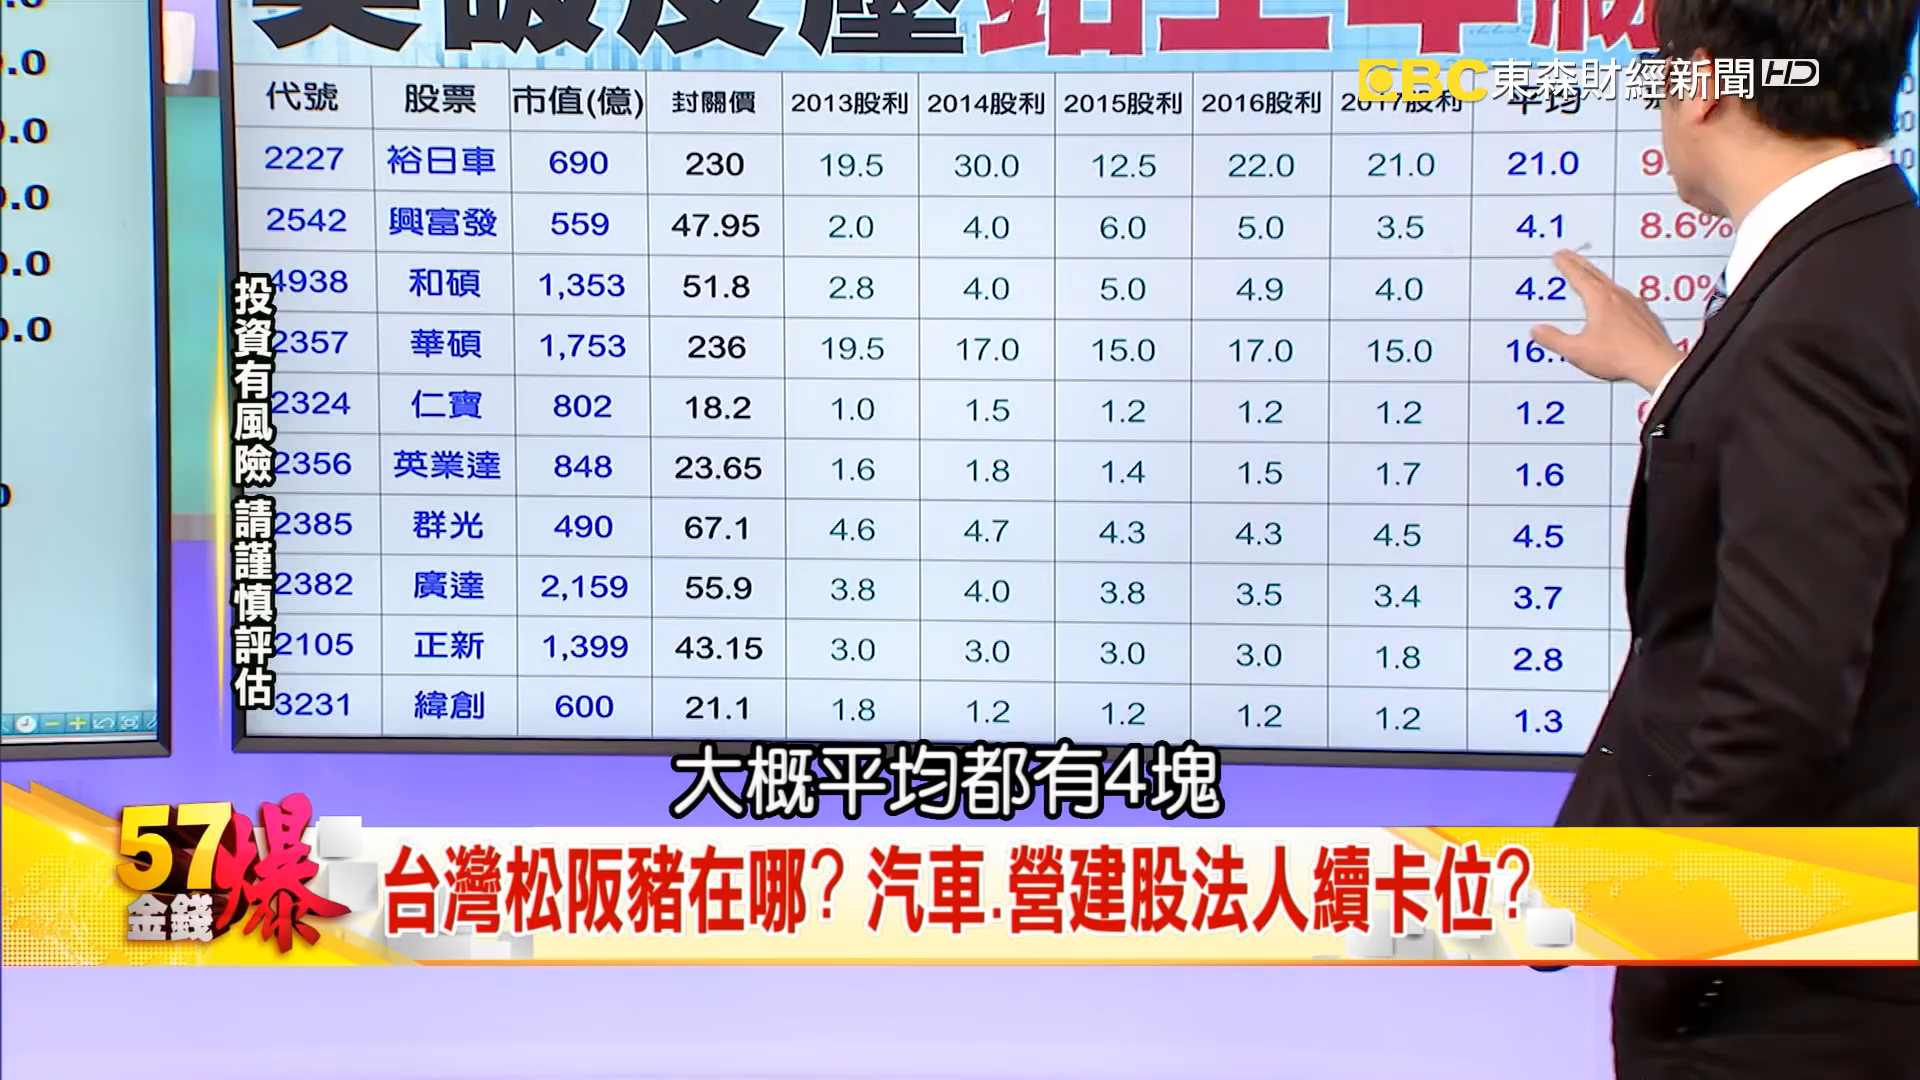 站上年線
EBC 東森財經新聞 HD
代號 股票 市值(億) 封關價 2013股利 2014股利 2015股利 2016股利 2017股利 平均
2227 裕日車 690 230 19.5 30.0 12.5 22.0 21.0 21.0
2542 興富發 559 47.95 2.0 4.0 6.0 5.0 3.5 4.1 8.6%
4938 和碩 1,353 51.8 2.8 4.0 5.0 4.9 4.0 4.2 8.0%
2357 華碩 1,753 236 19.5 17.0 15.0 17.0 15.0
2324 仁寶 802 18.2 1.0 1.5 1.2 1.2 1.2 1.2
2356 英業達 848 23.65 1.6 1.8 1.4 1.5 1.7 1.6
2385 群光 490 67.1 4.6 4.7 4.3 4.3 4.5 4.5
2382 廣達 2,159 55.9 3.8 4.0 3.8 3.5 3.4 3.7
2105 正新 1,399 43.15 3.0 3.0 3.0 3.0 1.8 2.8
3231 緯創 600 21.1 1.8 1.2 1.2 1.2 1.2 1.3
投資有風險 請謹慎評估
大概平均都有4塊
57金錢爆
台灣松阪豬在哪? 汽車.營建股法人續卡位?